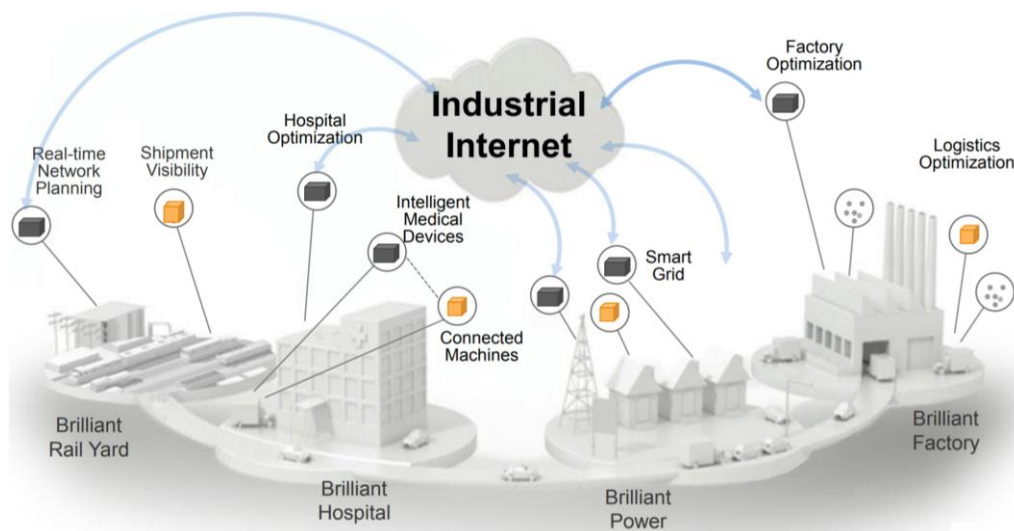 Industrial
Internet
Factory
Optimization
Hospital
Optimization
Real-time
Network
Planning
Shipment
Visibility
Logistics
Optimization
Intelligent
Medical
Devices
Smart
Grid
Connected
Machines
Brilliant
Rail Yard
Brilliant
Hospital
Brilliant
Power
Brilliant
Factory